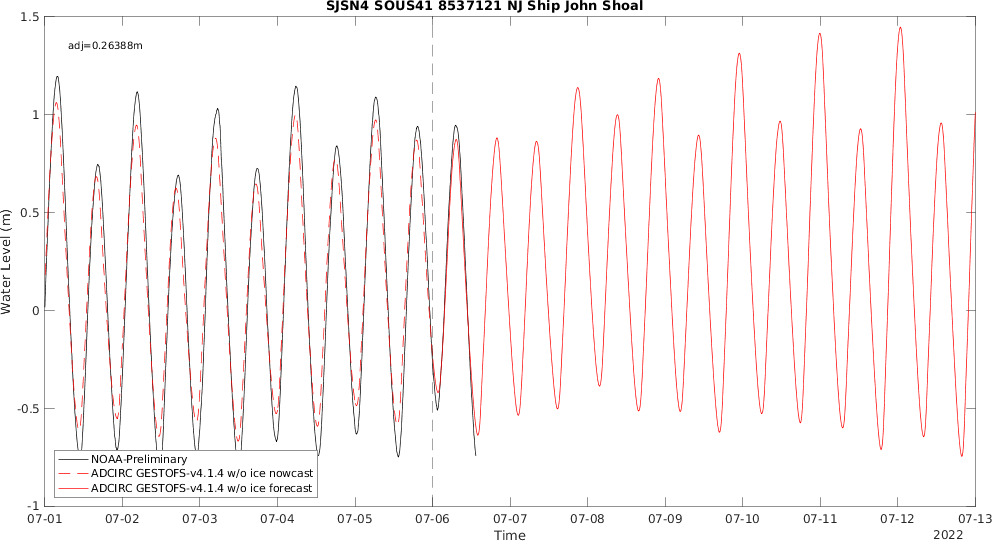 SJSN4 SOUS41 8537121 NJ Ship John Shoal
adj=0.26388m
Water Level (m)
1.5
1
0.5
0
-0.5
-1
NOAA-Preliminary
ADCIRC GESTOFS-v4.1.4 w/o ice nowcast
ADCIRC GESTOFS-v4.1.4 w/o ice forecast
07-01 07-02 07-03 07-04 07-05 07-06 07-07 07-08 07-09 07-10 07-11 07-12 07-13
Time
2022